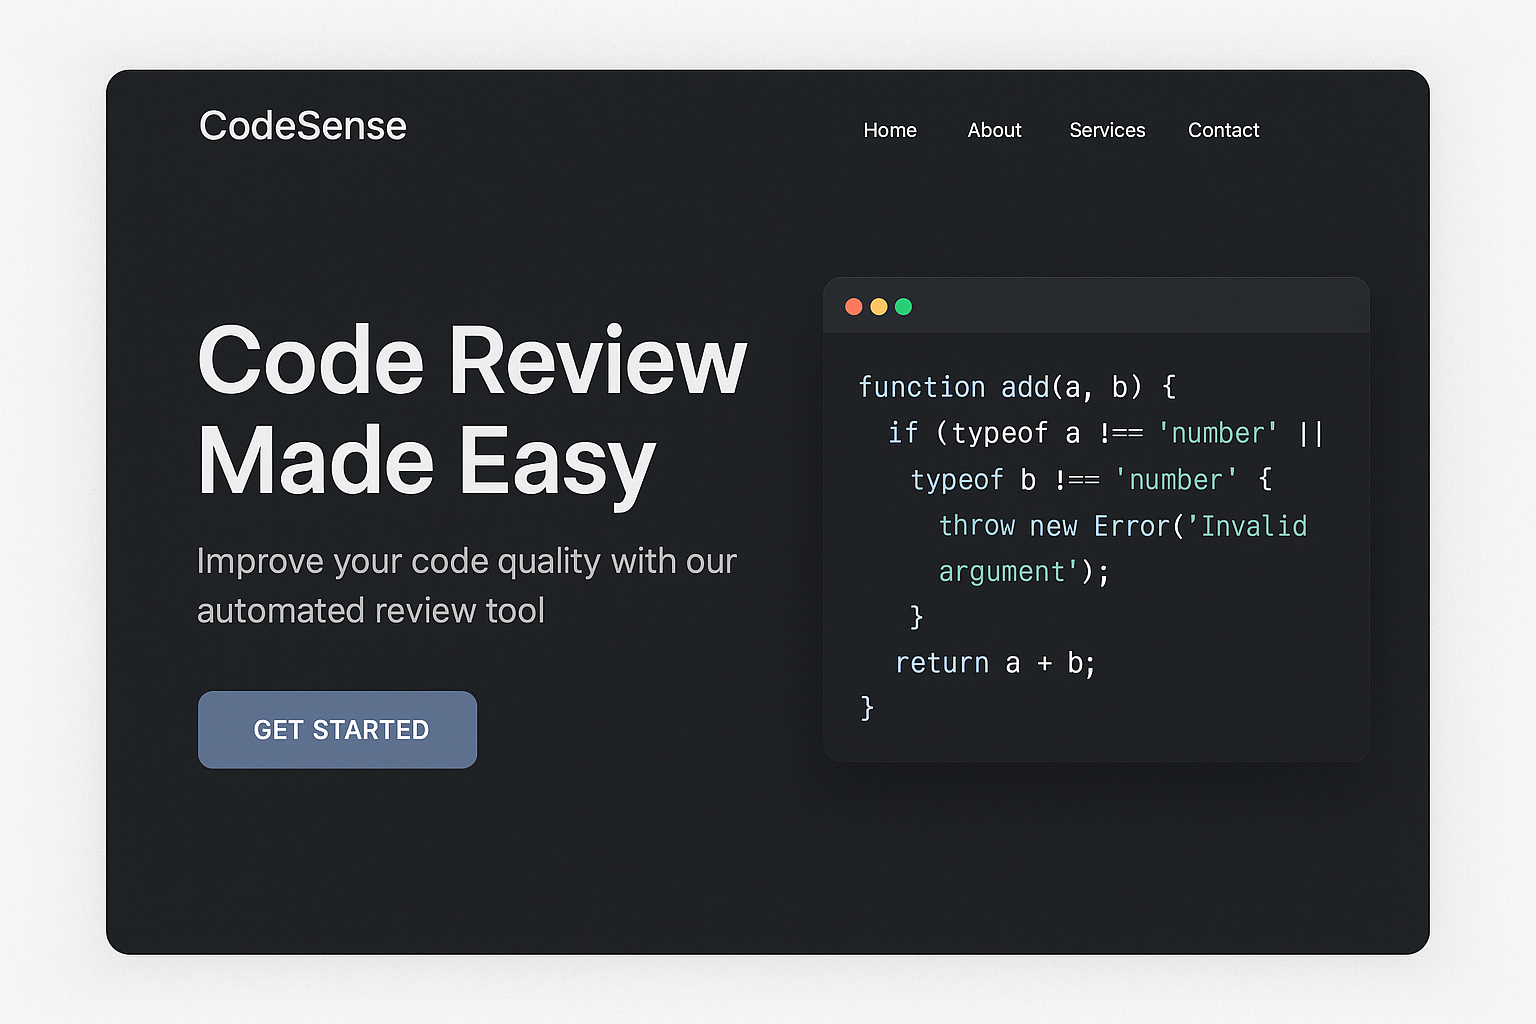 CodeSense
Home About Services Contact
Code Review
Made Easy
Improve your code quality with our
automated review tool
GET STARTED
function add(a, b) {
if (typeof a !== 'number' ||
typeof b !== 'number' {
throw new Error('Invalid
argument');
}
return a + b;
}